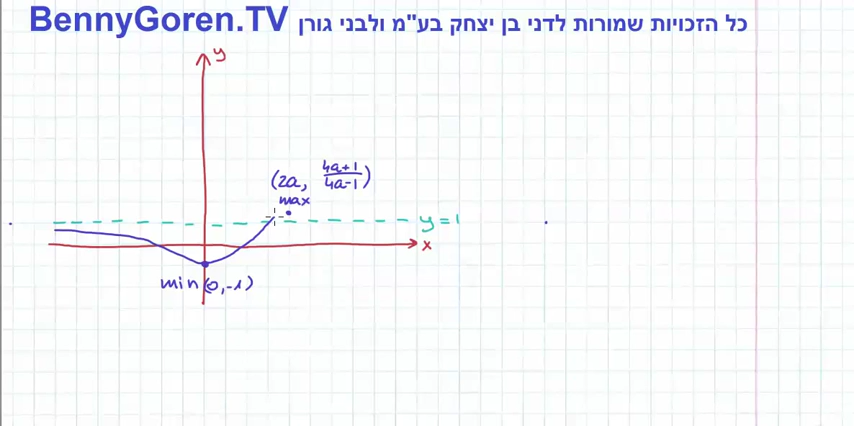 BennyGoren.TV כל הזכויות שמורות לדני בן יצחק בע"מ ולבני גורן
y
(2a, 4a+1/4a-1)
max
y = 1
x
min(0,-1)